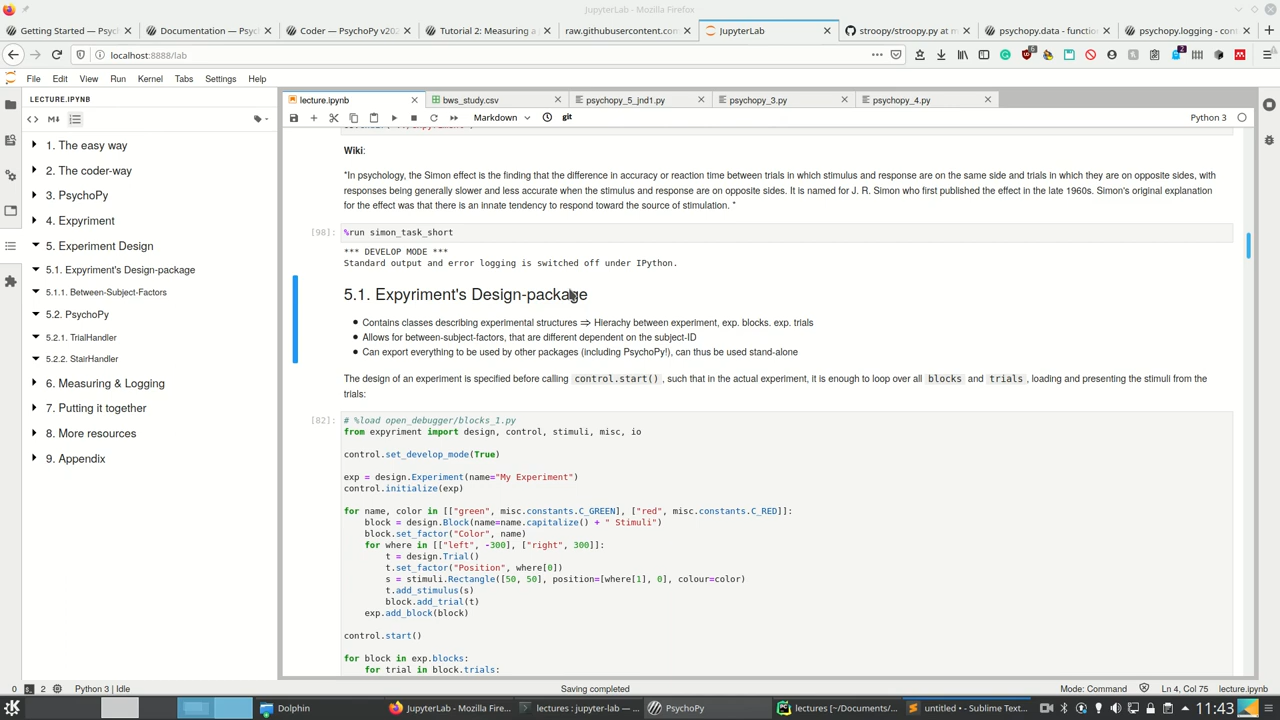 JupyterLab - Mozilla Firefox
Getting Started — Psyc
Documentation — Psyc
Coder — PsychoPy v202
Tutorial 2: Measuring a
raw.githubusercontent.com
JupyterLab
stroopy/stroopy.py at m
psychopy.data - functio
psychopy.logging - con
localhost:8888/lab
File Edit View Run Kernel Tabs Settings Help
LECTURE.IPYNB
lecture.ipynb
bws_study.csv
psychopy_5_jnd1.py
psychopy_3.py
psychopy_4.py
Markdown
git
Python 3
1. The easy way
2. The coder-way
3. PsychoPy
4. Expyriment
5. Experiment Design
5.1. Expyriment's Design-package
5.1.1. Between-Subject-Factors
5.2. PsychoPy
5.2.1. TrialHandler
5.2.2. StairHandler
6. Measuring & Logging
7. Putting it together
8. More resources
9. Appendix
Wiki:
"In psychology, the Simon effect is the finding that the difference in accuracy or reaction time between trials in which stimulus and response are on the same side and trials in which they are on opposite sides, with
responses being generally slower and less accurate when the stimulus and response are on opposite sides. It is named for J. R. Simon who first published the effect in the late 1960s. Simon's original explanation
for the effect was that there is an innate tendency to respond toward the source of stimulation. "
[98]: %run simon_task_short
*** DEVELOP MODE ***
Standard output and error logging is switched off under IPython.
5.1. Expyriment's Design-package
Contains classes describing experimental structures ⇒ Hierachy between experiment, exp. blocks. exp. trials
Allows for between-subject-factors, that are different dependent on the subject-ID
Can export everything to be used by other packages (including PsychoPy!), can thus be used stand-alone
The design of an experiment is specified before calling control.start(), such that in the actual experiment, it is enough to loop over all blocks and trials, loading and presenting the stimuli from the
trials:
[82]: # %load open_debugger/blocks_1.py
from expyriment import design, control, stimuli, misc, io
control.set_develop_mode(True)
exp = design.Experiment(name="My Experiment")
control.initialize(exp)
for name, color in [["green", misc.constants.C_GREEN], ["red", misc.constants.C_RED]]:
    block = design.Block(name=name.capitalize() + " Stimuli")
    block.set_factor("Color", name)
    for where in [["left", -300], ["right", 300]]:
        t = design.Trial()
        t.set_factor("Position", where[0])
        s = stimuli.Rectangle([50, 50], position=[where[1], 0], colour=color)
        t.add_stimulus(s)
        block.add_trial(t)
    exp.add_block(block)
control.start()
for block in exp.blocks:
    for trial in block.trials:
0 2 Python 3 | Idle
Saving completed
Mode: Command Ln 4, Col 75 lecture.ipynb
Dolphin
JupyterLab - Mozilla Fire...
lectures : jupyter-lab — ...
PsychoPy
lectures [~/Documents/...
untitled • - Sublime Text...
11:43